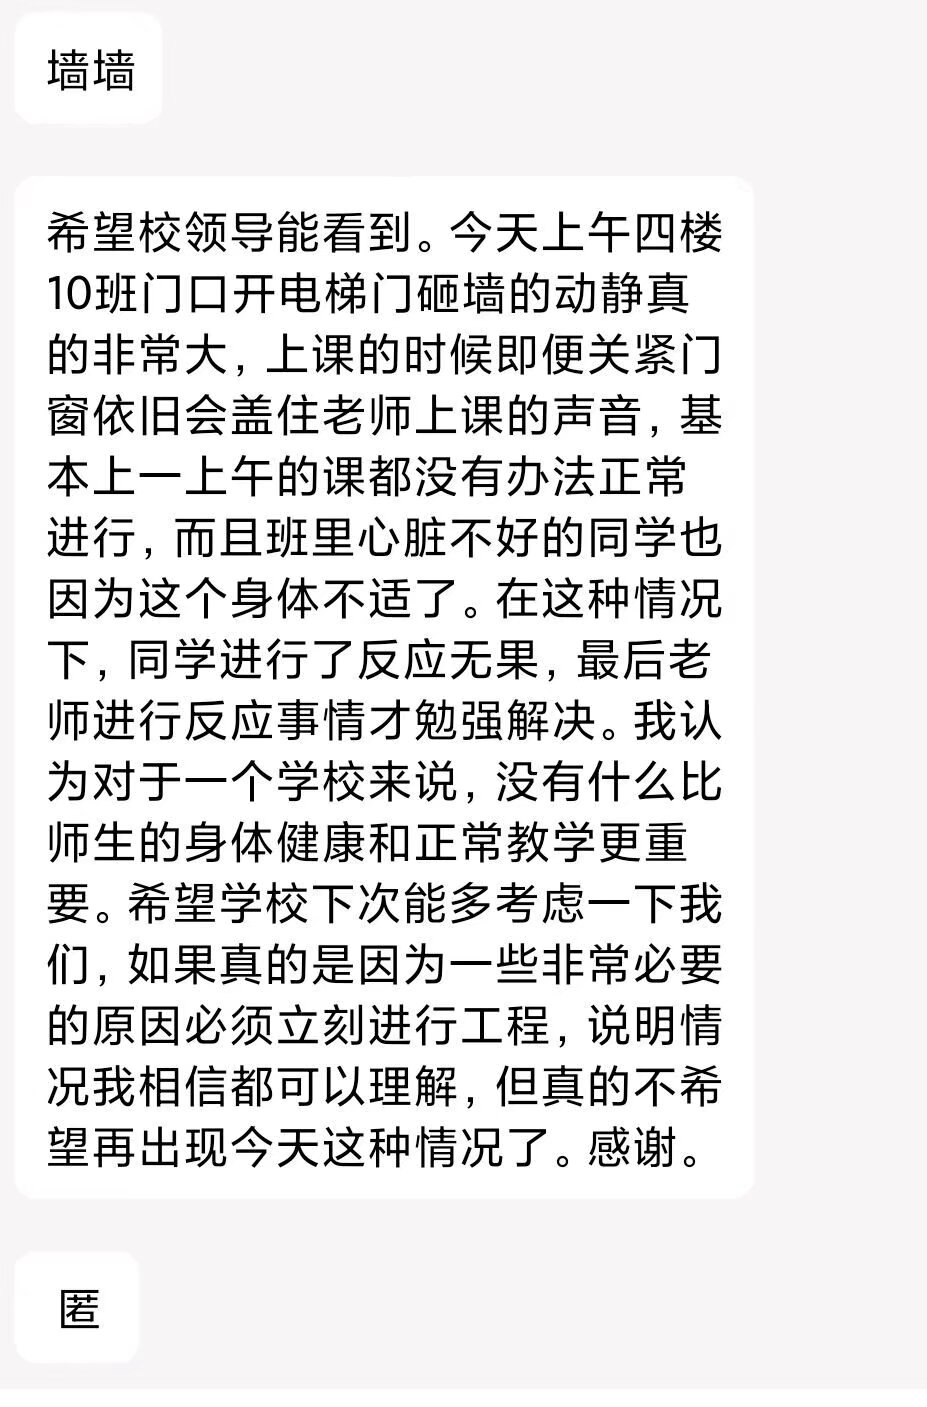 墙墙
希望校领导能看到。今天上午四楼
10班门口开电梯门砸墙的动静真
的非常大，上课的时候即便关紧门
窗依旧会盖住老师上课的声音，基
本上一上午的课都没有办法正常
进行，而且班里心脏不好的同学也
因为这个身体不适了。在这种情况
下，同学进行了反应无果，最后老
师进行反应事情才勉强解决。我认
为对于一个学校来说，没有什么比
师生的身体健康和正常教学更重
要。希望学校下次能多考虑一下我
们，如果真的是因为一些非常必要
的原因必须立刻进行工程，说明情
况我相信都可以理解，但真的不希
望再出现今天这种情况了。感谢。
匿